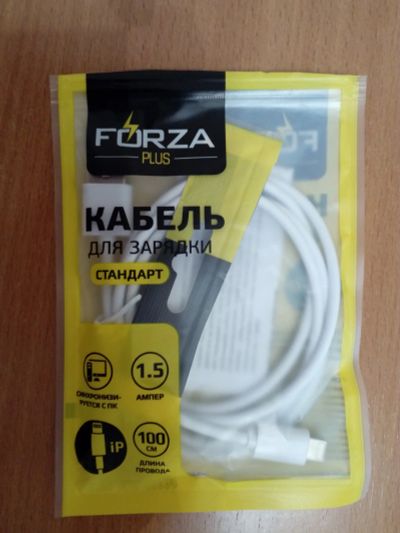 FORZA
PLUS
КАБЕЛЬ
ДЛЯ ЗАРЯДКИ
СТАНДАРТ
СИНХРОНИЗИ-
РУЕТСЯ С ПК
1.5
АМПЕР
iP
100
СМ
ДЛИНА
ПРОВОДА